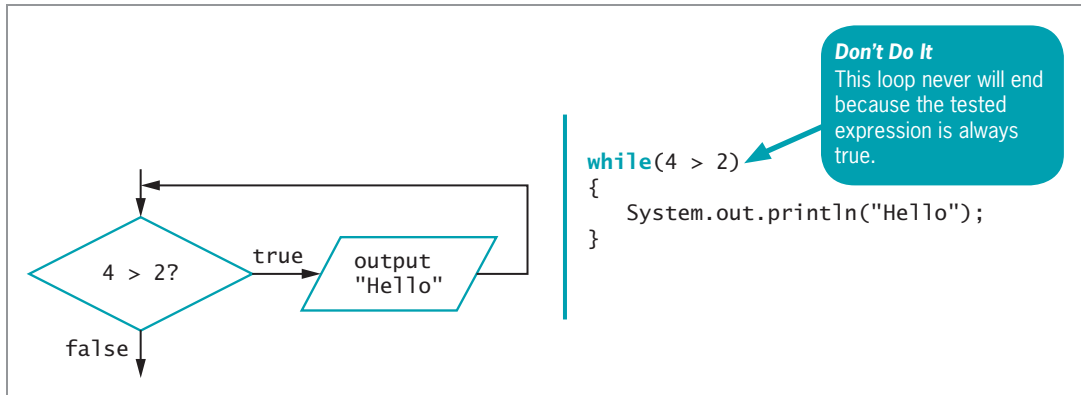 Don't Do It
This loop never will end
because the tested
expression is always
true.
while(4 > 2)
{
System.out.println("Hello");
}
4 > 2?
true
output
"Hello"
false